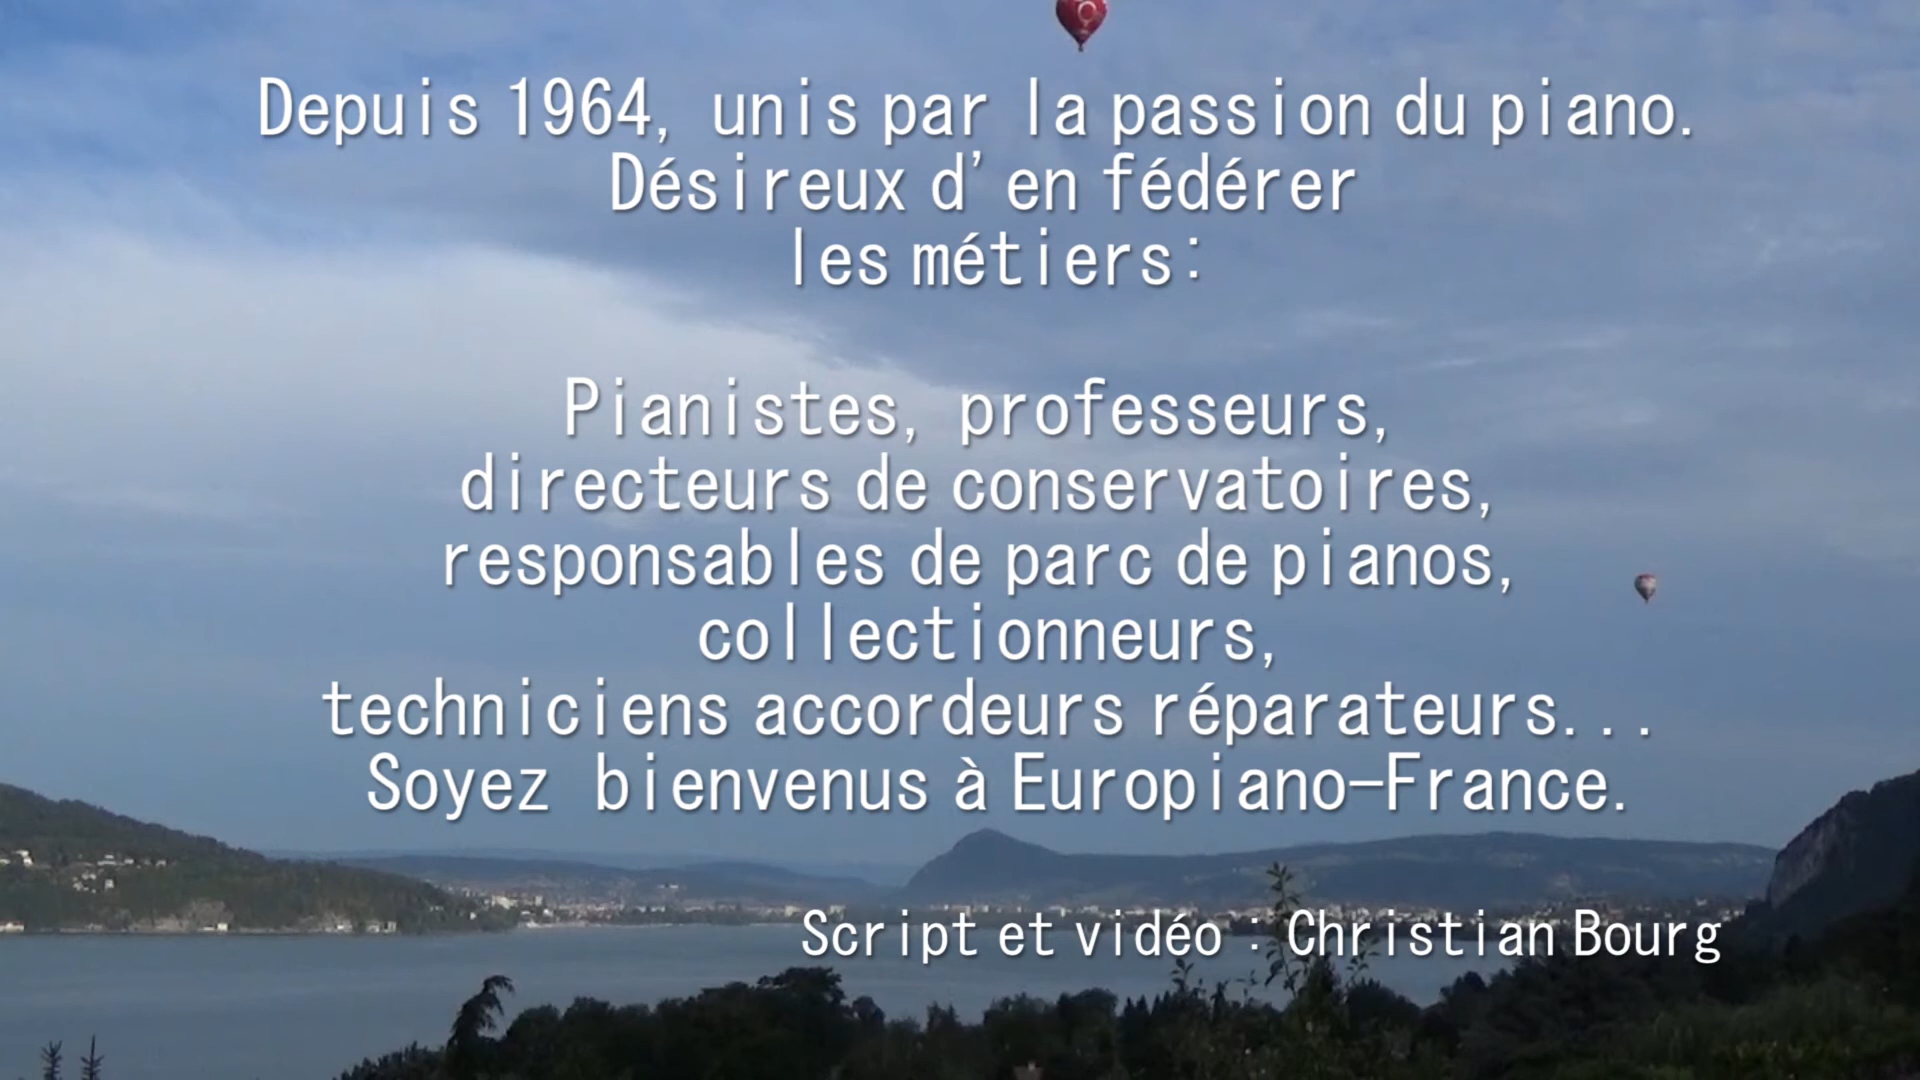 Depuis 1964, unis par la passion du piano.
Désireux d'en fédérer
les métiers:
Pianistes, professeurs,
directeurs de conservatoires,
responsables de parc de pianos,
collectionneurs,
techniciens accordeurs réparateurs...
Soyez bienvenus à Europiano-France.
Script et vidéo : Christian Bourg